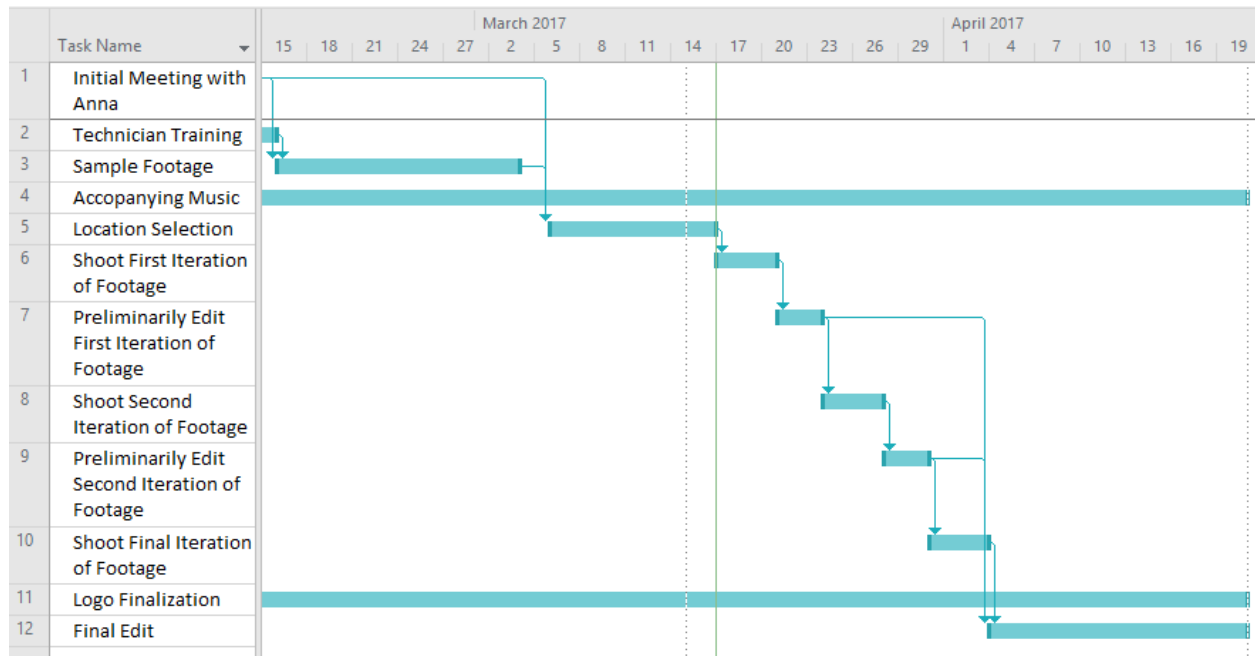 March 2017 April 2017
Task Name 15 18 21 24 27 2 5 8 11 14 17 20 23 26 29 1 4 7 10 13 16 19
1 Initial Meeting with
Anna
2 Technician Training
3 Sample Footage
4 Accopanying Music
5 Location Selection
6 Shoot First Iteration
of Footage
7 Preliminarily Edit
First Iteration of
Footage
8 Shoot Second
Iteration of Footage
9 Preliminarily Edit
Second Iteration of
Footage
10 Shoot Final Iteration
of Footage
11 Logo Finalization
12 Final Edit